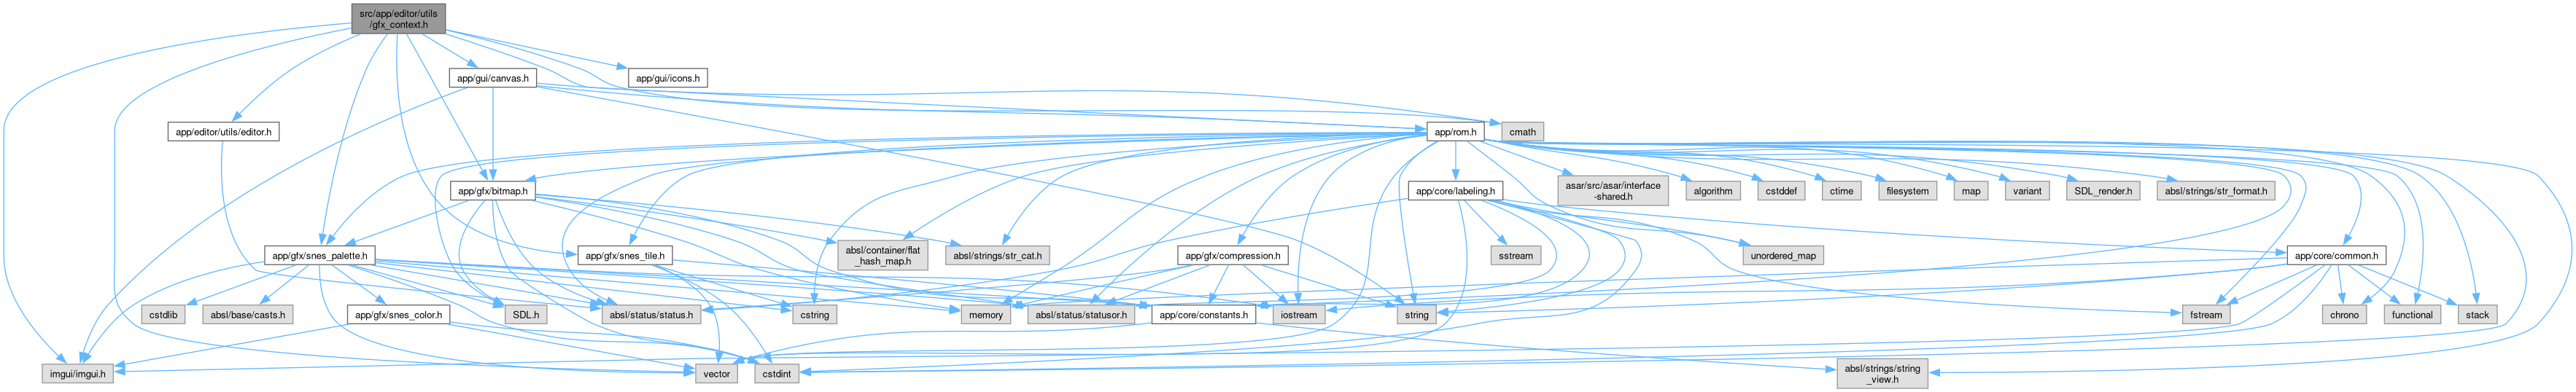 src/app/editor/utils
/gfx_context.h
app/gui/canvas.h
app/gui/icons.h
app/editor/utils/editor.h
app/rom.h
cmath
app/gfx/bitmap.h
app/core/labeling.h
asar/src/asar/interface
-shared.h
algorithm
cstddef
ctime
filesystem
map
variant
SDL_render.h
absl/strings/str_format.h
app/gfx/snes_palette.h
app/gfx/snes_tile.h
absl/container/flat
_hash_map.h
absl/strings/str_cat.h
app/gfx/compression.h
sstream
unordered_map
app/core/common.h
cstdlib
absl/base/casts.h
app/gfx/snes_color.h
SDL.h
absl/status/status.h
cstring
memory
absl/status/statusor.h
app/core/constants.h
iostream
string
fstream
chrono
functional
stack
imgui/imgui.h
vector
cstdint
absl/strings/string
_view.h